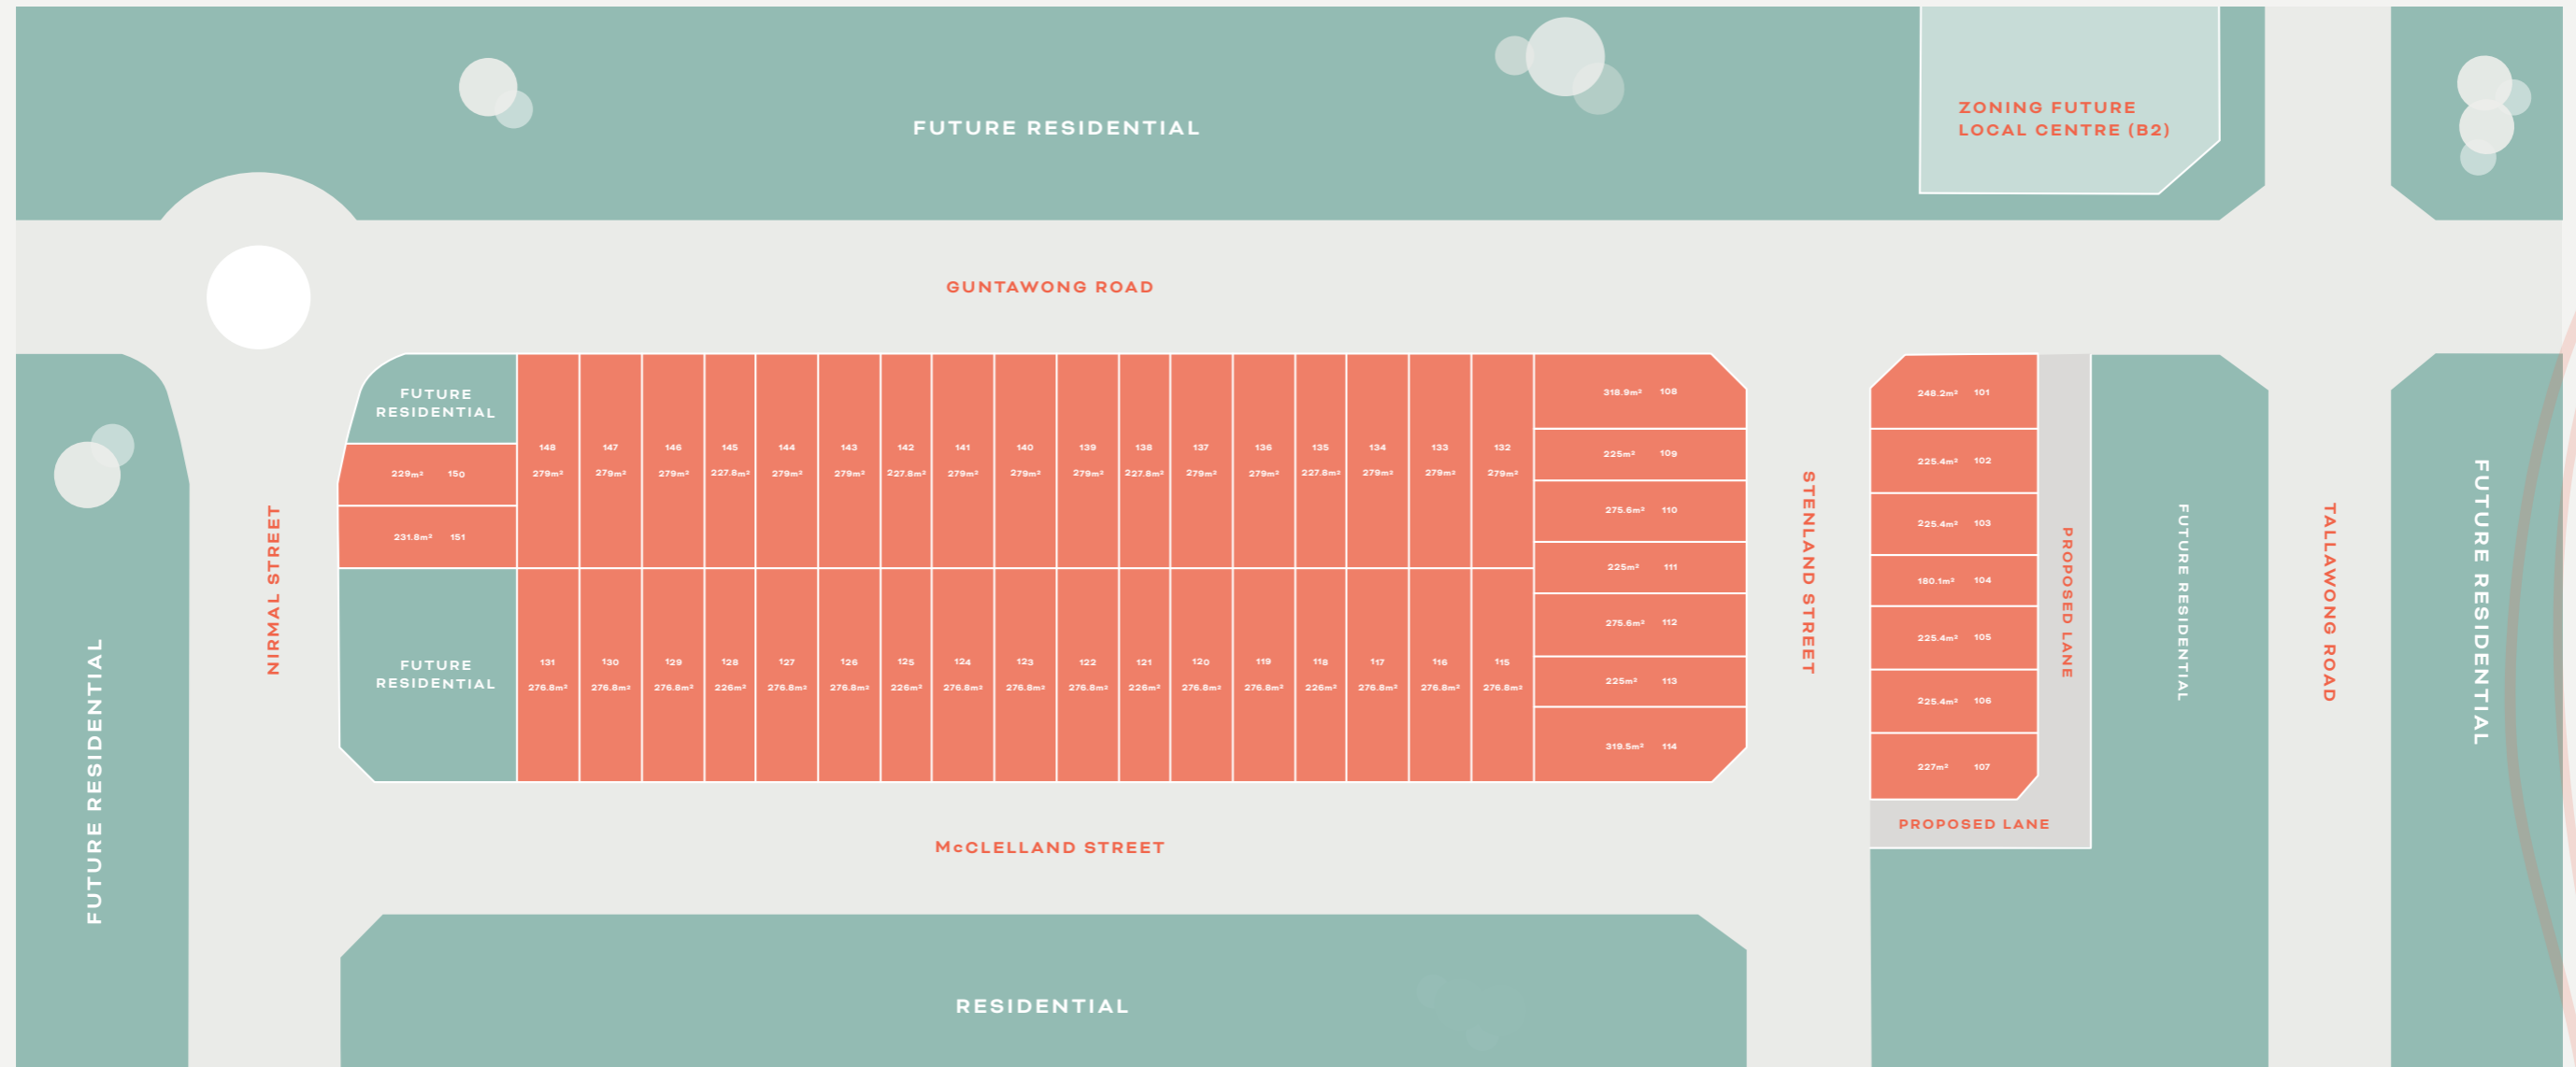 ZONING FUTURE
LOCAL CENTRE (B2)
FUTURE RESIDENTIAL
GUNTAWONG ROAD
FUTURE
RESIDENTIAL
229m² 150
231.8m² 151
FUTURE
RESIDENTIAL
148
279m²
147
279m²
146
279m²
145
227.8m²
144
279m²
143
279m²
142
227.8m²
141
279m²
140
279m²
139
279m²
138
227.8m²
137
279m²
136
279m²
135
227.8m²
134
279m²
133
279m²
132
279m²
131
276.8m²
130
276.8m²
129
276.8m²
128
226m²
127
276.8m²
126
276.8m²
125
226m²
124
276.8m²
123
276.8m²
122
276.8m²
121
226m²
120
276.8m²
119
276.8m²
118
226m²
117
276.8m²
116
276.8m²
115
276.8m²
318.9m² 108
225m² 109
275.6m² 110
225m² 111
275.6m² 112
225m² 113
319.5m² 114
248.2m² 101
225.4m² 102
225.4m² 103
180.1m² 104
225.4m² 105
225.4m² 106
227m² 107
FUTURE RESIDENTIAL
NIRMAL STREET
STENLAND STREET
PROPOSED LANE
FUTURE RESIDENTIAL
TALLAWONG ROAD
FUTURE RESIDENTIAL
PROPOSED LANE
McCLELLAND STREET
RESIDENTIAL